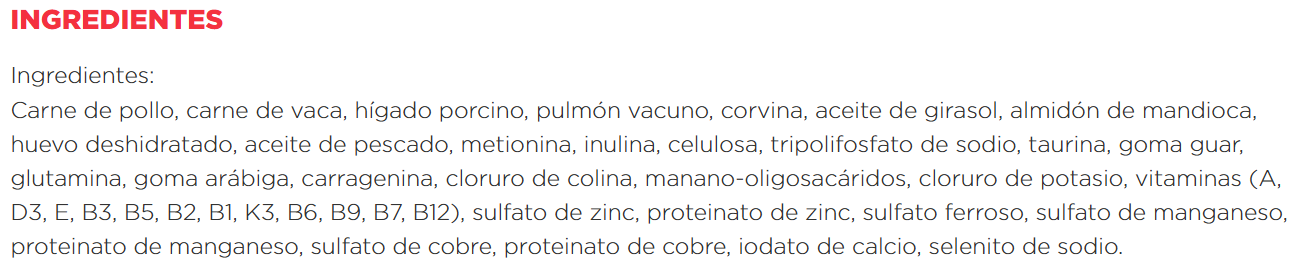 INGREDIENTES
Ingredientes:
Carne de pollo, carne de vaca, hígado porcino, pulmón vacuno, corvina, aceite de girasol, almidón de mandioca,
huevo deshidratado, aceite de pescado, metionina, inulina, celulosa, tripolifosfato de sodio, taurina, goma guar,
glutamina, goma arábiga, carragenina, cloruro de colina, manano-oligosacáridos, cloruro de potasio, vitaminas (A,
D3, E, B3, B5, B2, B1, K3, B6, B9, B7, B12), sulfato de zinc, proteinato de zinc, sulfato ferroso, sulfato de manganeso,
proteinato de manganeso, sulfato de cobre, proteinato de cobre, iodato de calcio, selenito de sodio.